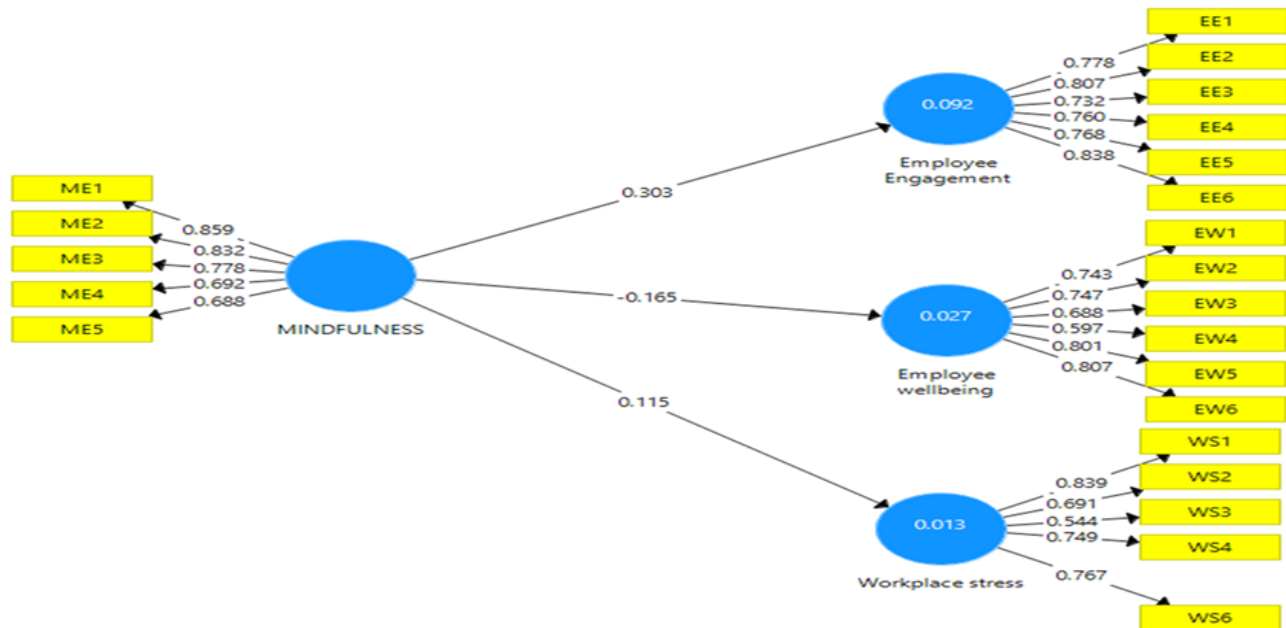 ME1
ME2
ME3
ME4
ME5
0.859
0.832
0.778
0.692
0.688
MINDFULNESS
0.303
-0.165
0.115
0.092
Employee
Engagement
0.778
0.807
0.732
0.760
0.768
0.838
EE1
EE2
EE3
EE4
EE5
EE6
0.027
Employee
wellbeing
0.743
0.747
0.688
0.597
0.801
0.807
EW1
EW2
EW3
EW4
EW5
EW6
0.013
Workplace stress
0.839
0.691
0.544
0.749
0.767
WS1
WS2
WS3
WS4
WS6